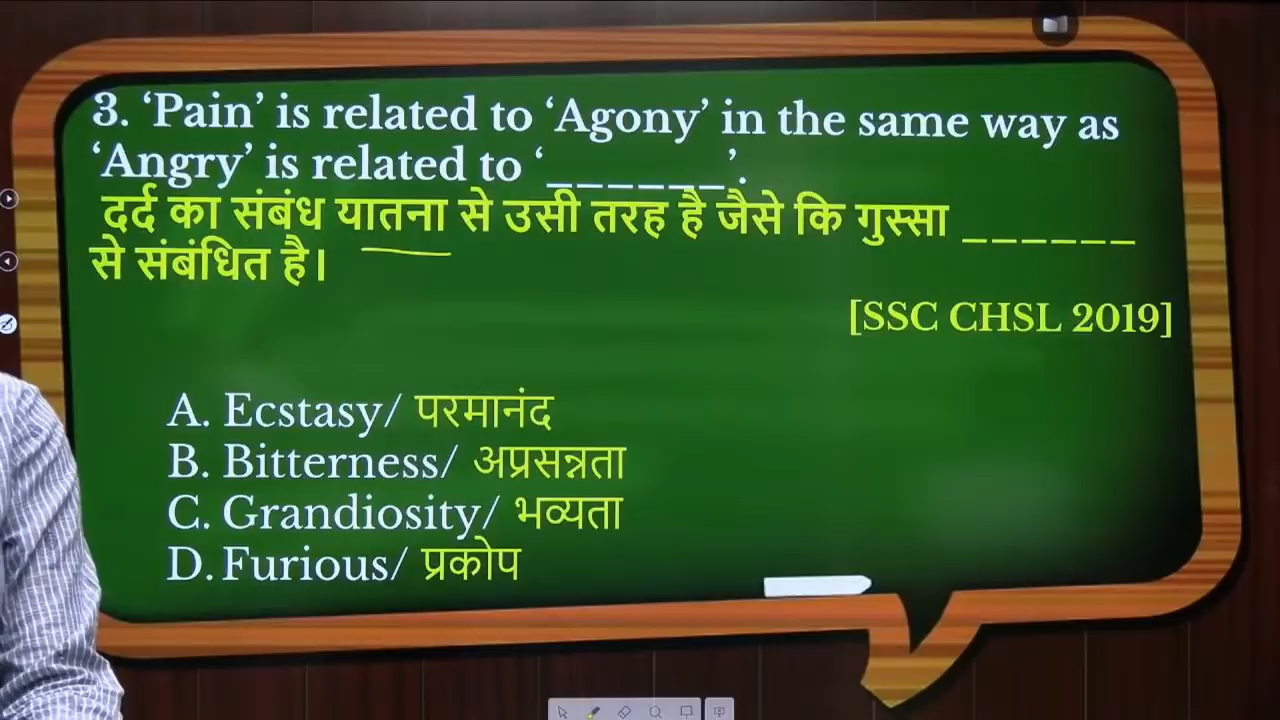 3. ‘Pain’ is related to ‘Agony’ in the same way as
‘Angry’ is related to ‘_______’.
दर्द का संबंध यातना से उसी तरह है जैसे कि गुस्सा ______
से संबंधित है।
[SSC CHSL 2019]
A. Ecstasy/ परमानंद
B. Bitterness/ अप्रसन्नता
C. Grandiosity/ भव्यता
D. Furious/ प्रकोप